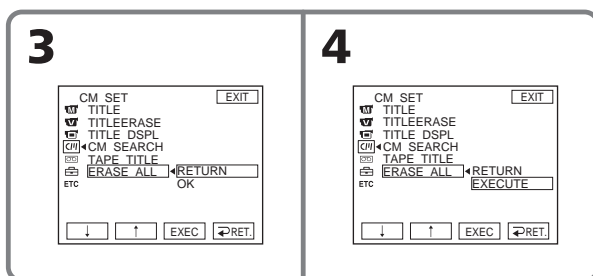 3
CM SET
EXIT
TITLE
TITLEERASE
TITLE DSPL
CM SEARCH
TAPE TITLE
ERASE ALL RETURN
ETC OK
↓ ↑ EXEC RET.
4
CM SET
EXIT
TITLE
TITLEERASE
TITLE DSPL
CM SEARCH
TAPE TITLE
ERASE ALL RETURN
ETC EXECUTE
↓ ↑ EXEC RET.